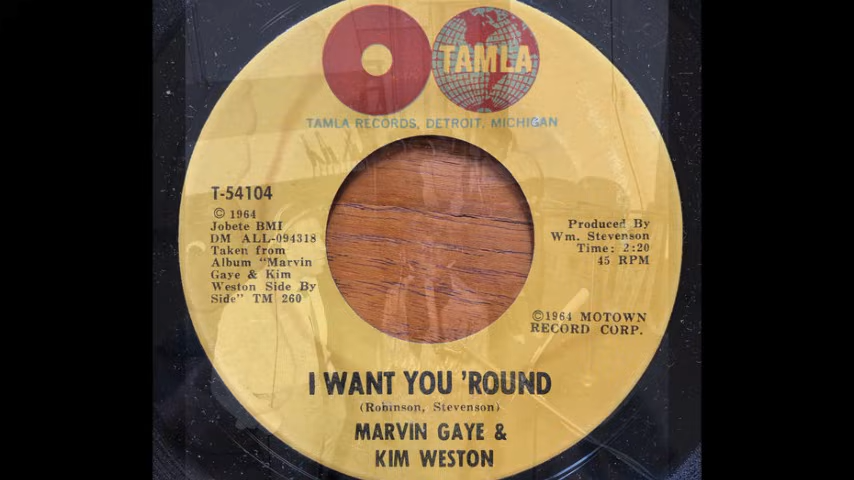 TAMLA
TAMLA RECORDS, DETROIT, MICHIGAN
T-54104
© 1964
Jobete BMI
DM ALL-094318
Taken from
Album "Marvin
Gaye & Kim
Weston Side By
Side" TM 260
Produced By
Wm. Stevenson
Time: 2:20
45 RPM
©1964 MOTOWN
RECORD CORP.
I WANT YOU 'ROUND
(Robinson, Stevenson)
MARVIN GAYE &
KIM WESTON